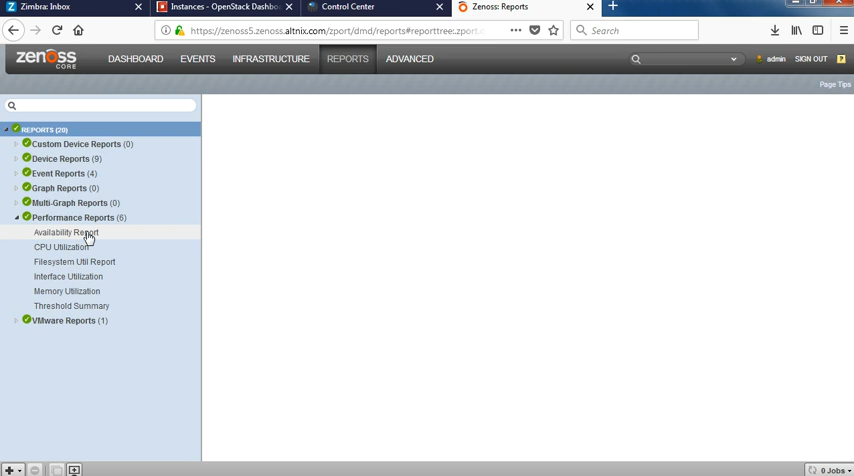 Zimbra: Inbox
Instances - OpenStack Dashbo
Control Center
Zenoss: Reports
https://zenoss5.zenoss.altnix.com/zport/dmd/reports#reporttree:.zport.
Search
zenoss
CORE
DASHBOARD
EVENTS
INFRASTRUCTURE
REPORTS
ADVANCED
admin
SIGN OUT
?
Page Tips
REPORTS (20)
Custom Device Reports (0)
Device Reports (9)
Event Reports (4)
Graph Reports (0)
Multi-Graph Reports (0)
Performance Reports (6)
Availability Report
CPU Utilization
Filesystem Util Report
Interface Utilization
Memory Utilization
Threshold Summary
VMware Reports (1)
0 Jobs